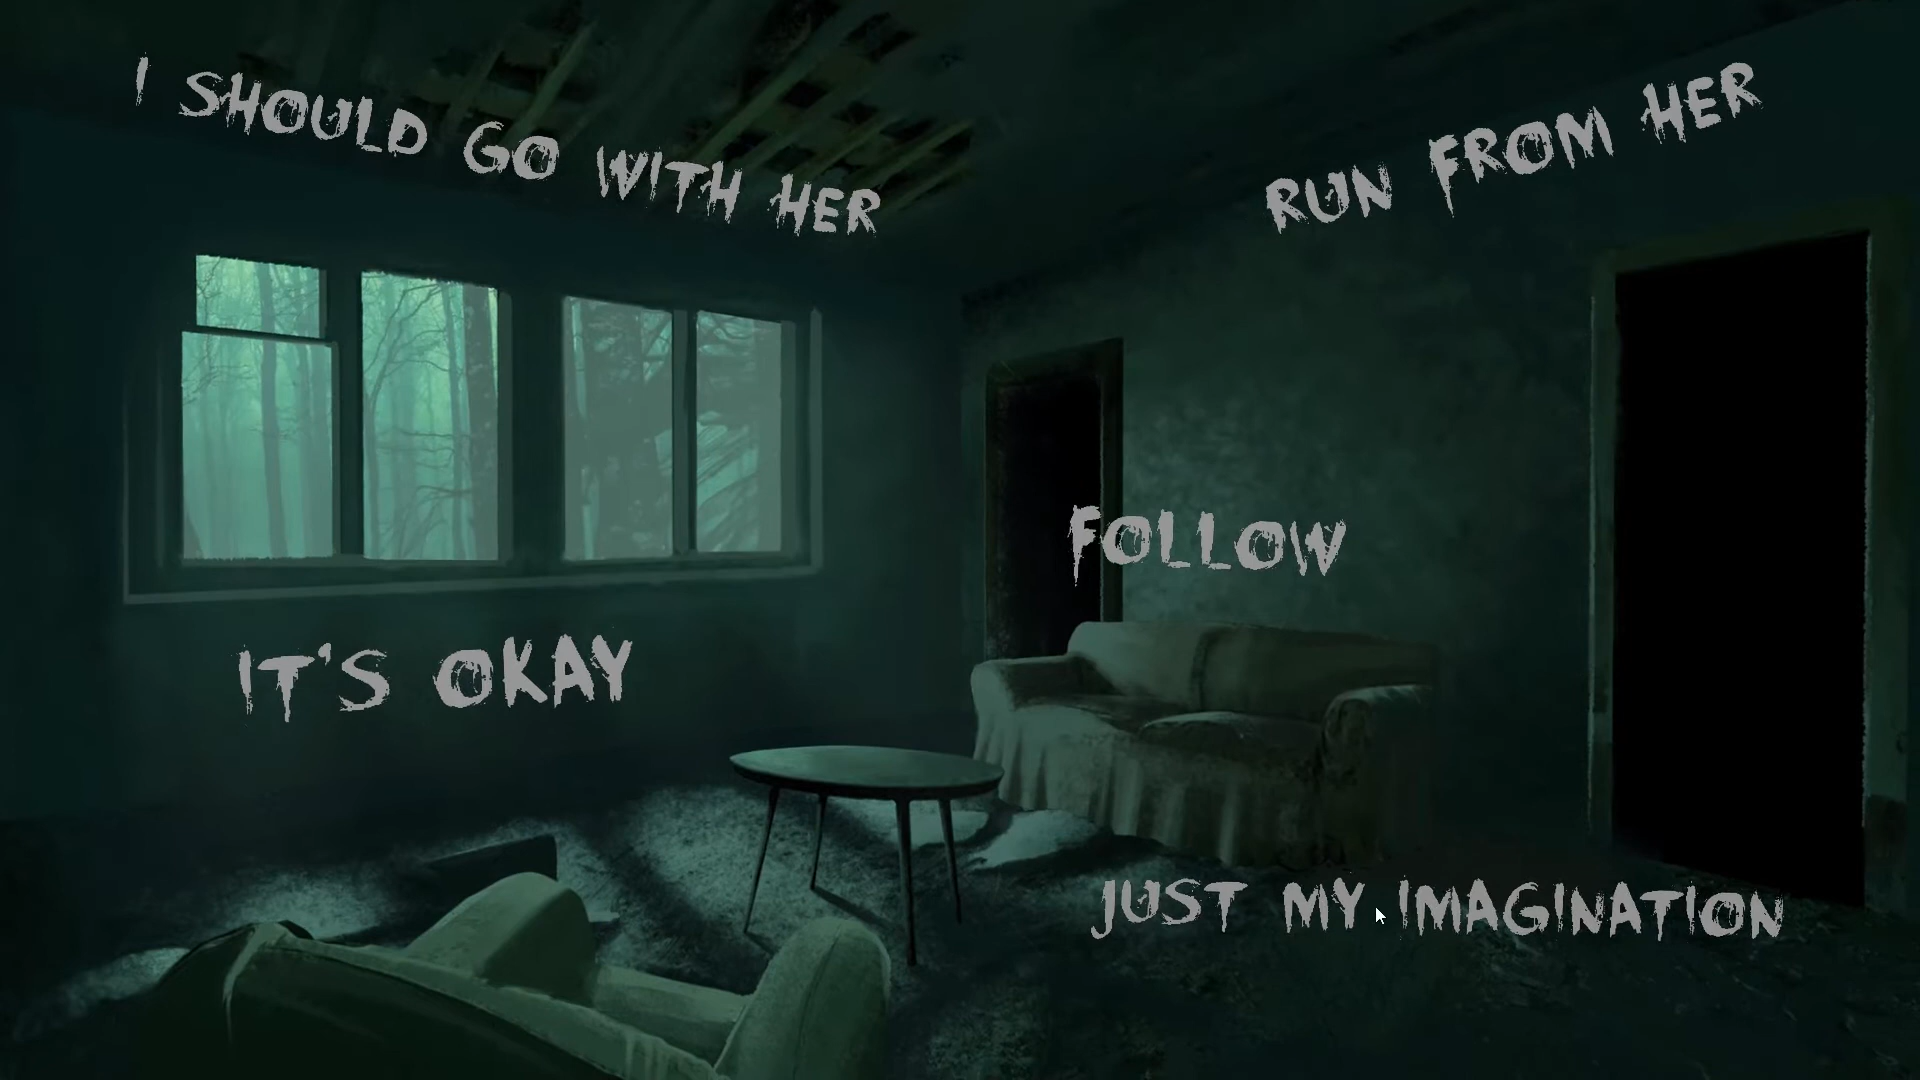 I SHOULD GO WITH HER
RUN FROM HER
FOLLOW
IT'S OKAY
JUST MY IMAGINATION